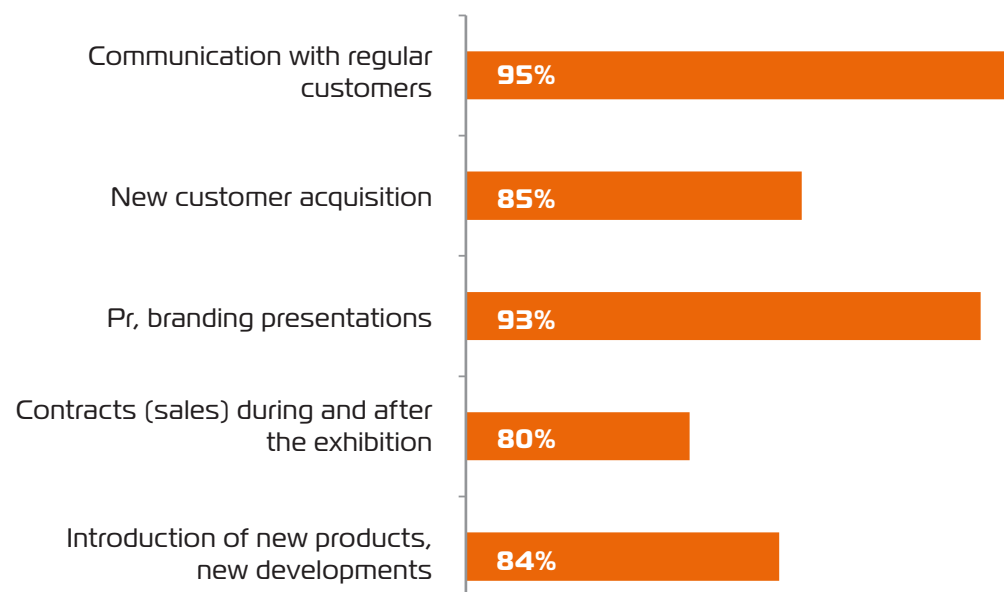 Communication with regular
customers
95%
New customer acquisition
85%
Pr, branding presentations
93%
Contracts (sales) during and after
the exhibition
80%
Introduction of new products,
new developments
84%